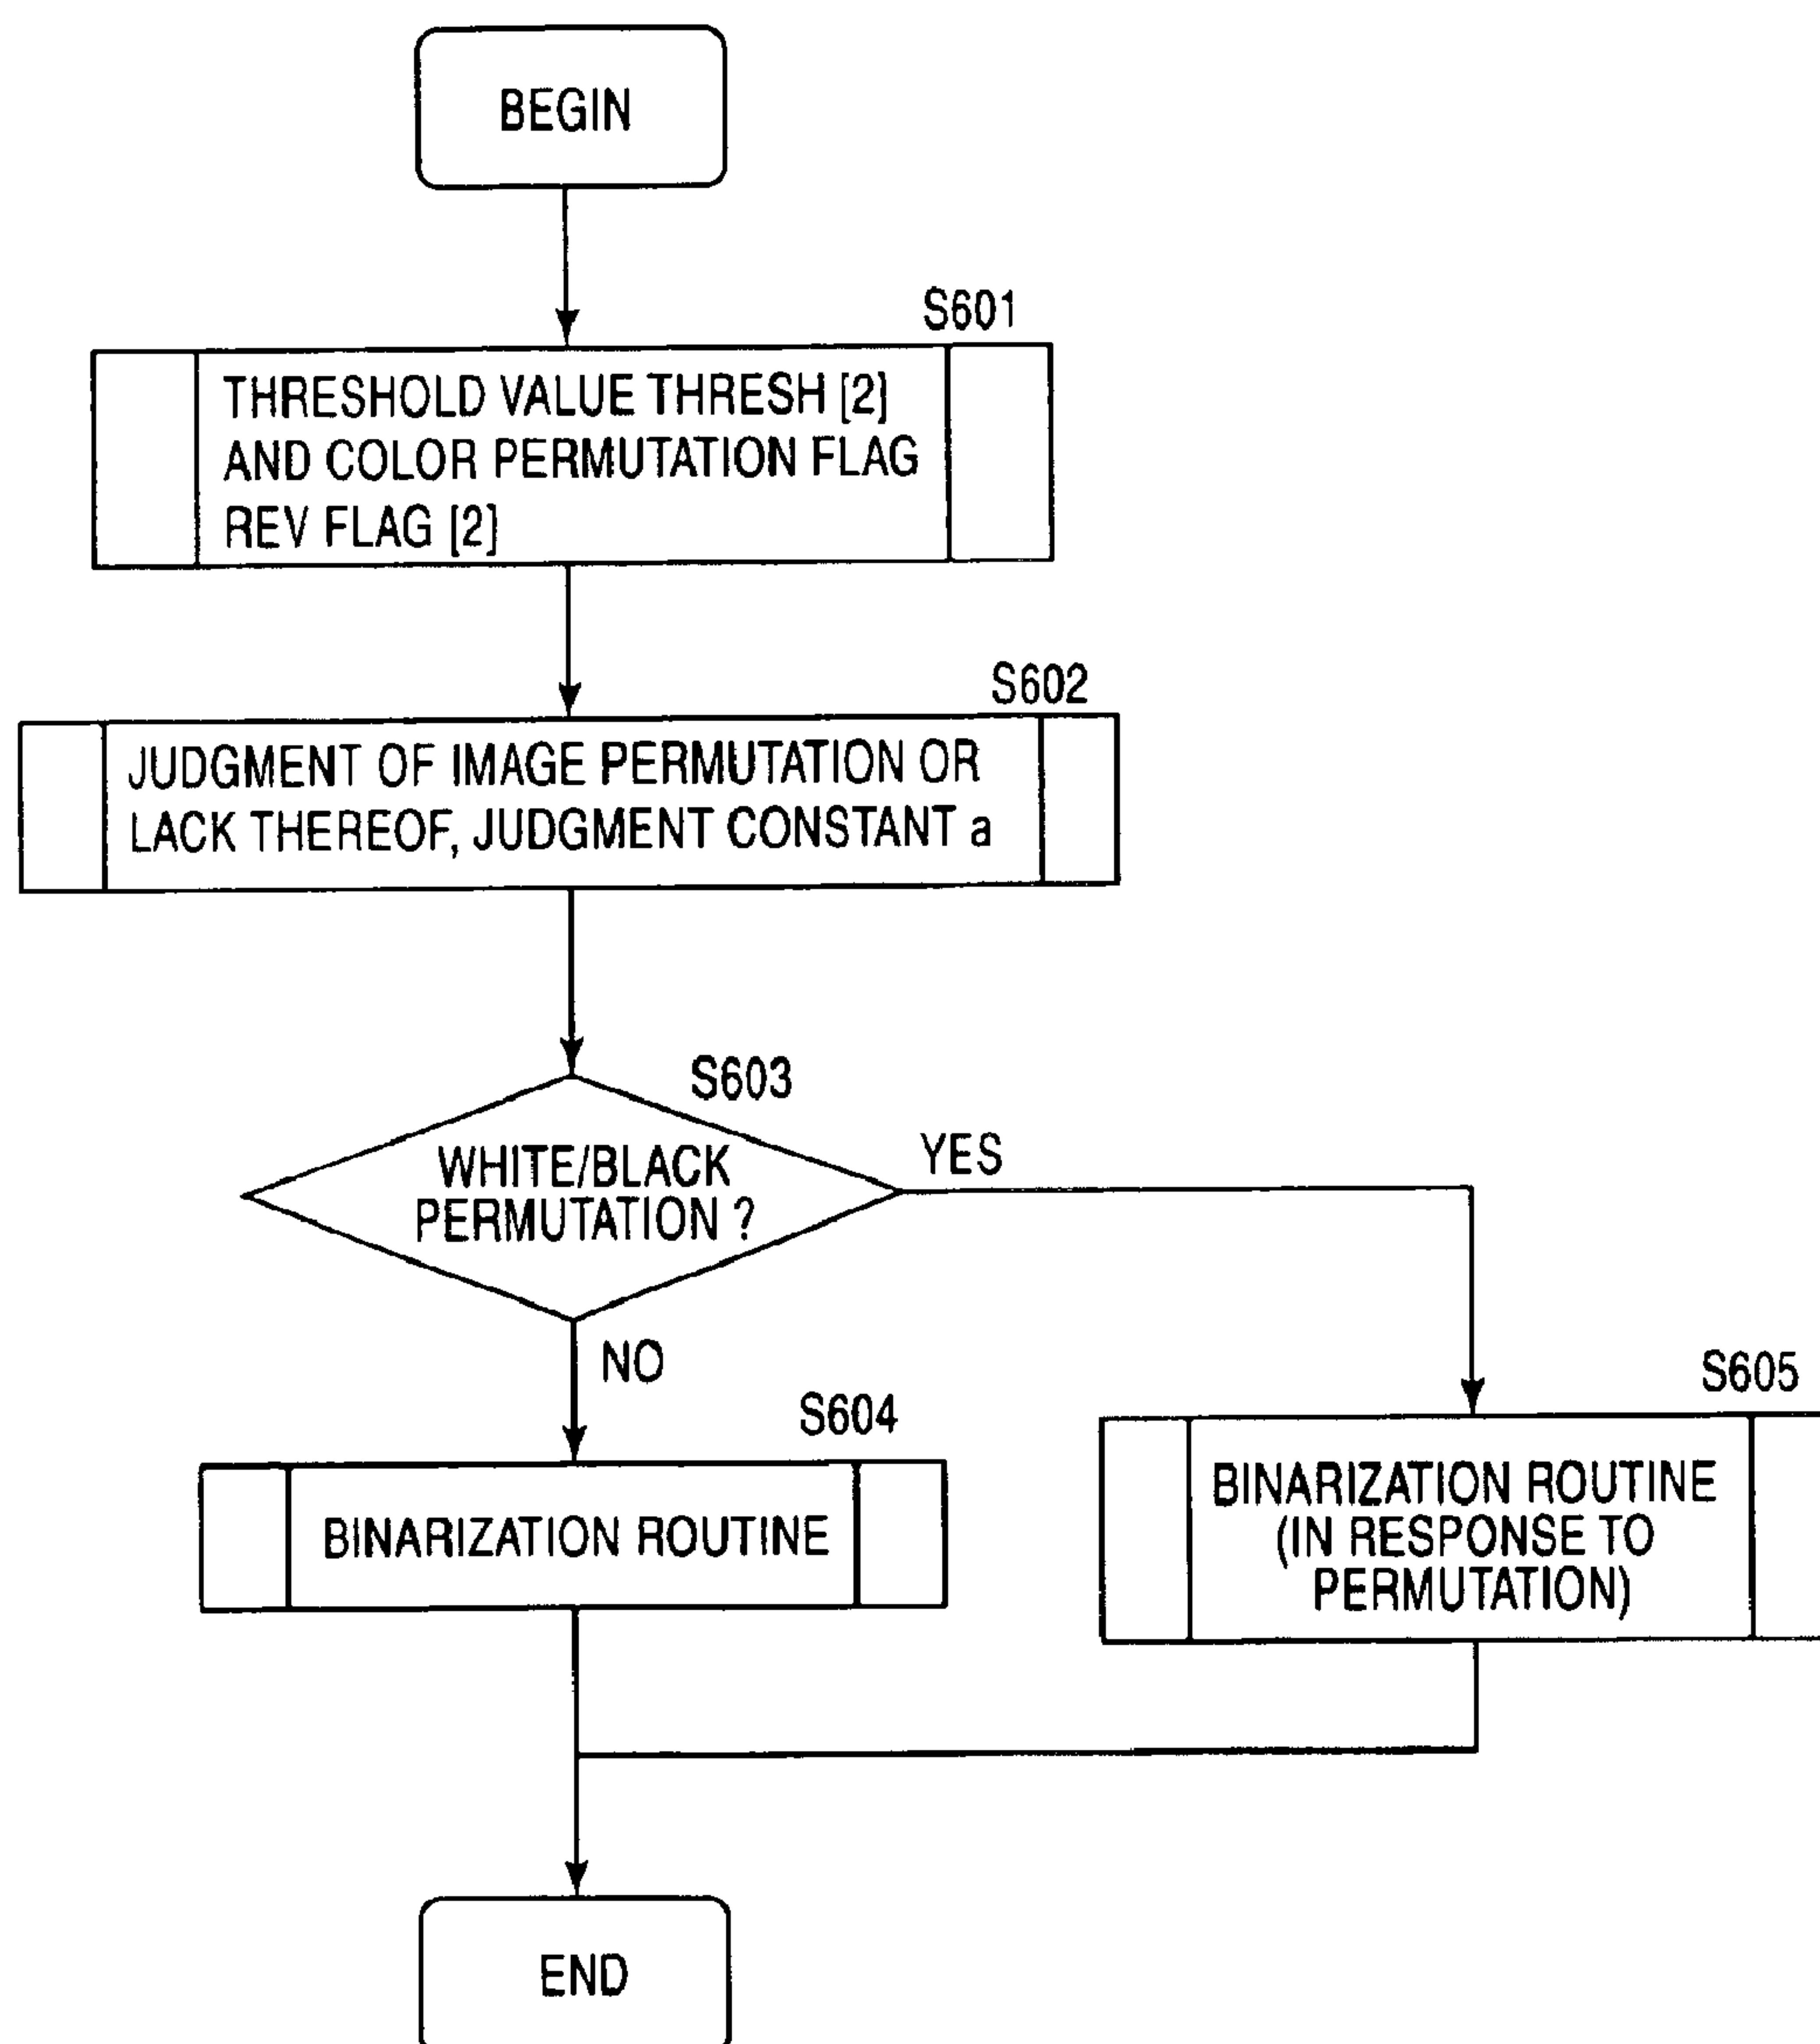 BEGIN
S601
THRESHOLD VALUE THRESH [2]
AND COLOR PERMUTATION FLAG
REV FLAG [2]
S602
JUDGMENT OF IMAGE PERMUTATION OR
LACK THEREOF, JUDGMENT CONSTANT a
S603
WHITE/BLACK
PERMUTATION ?
YES
NO
S604
BINARIZATION ROUTINE
S605
BINARIZATION ROUTINE
(IN RESPONSE TO
PERMUTATION)
END